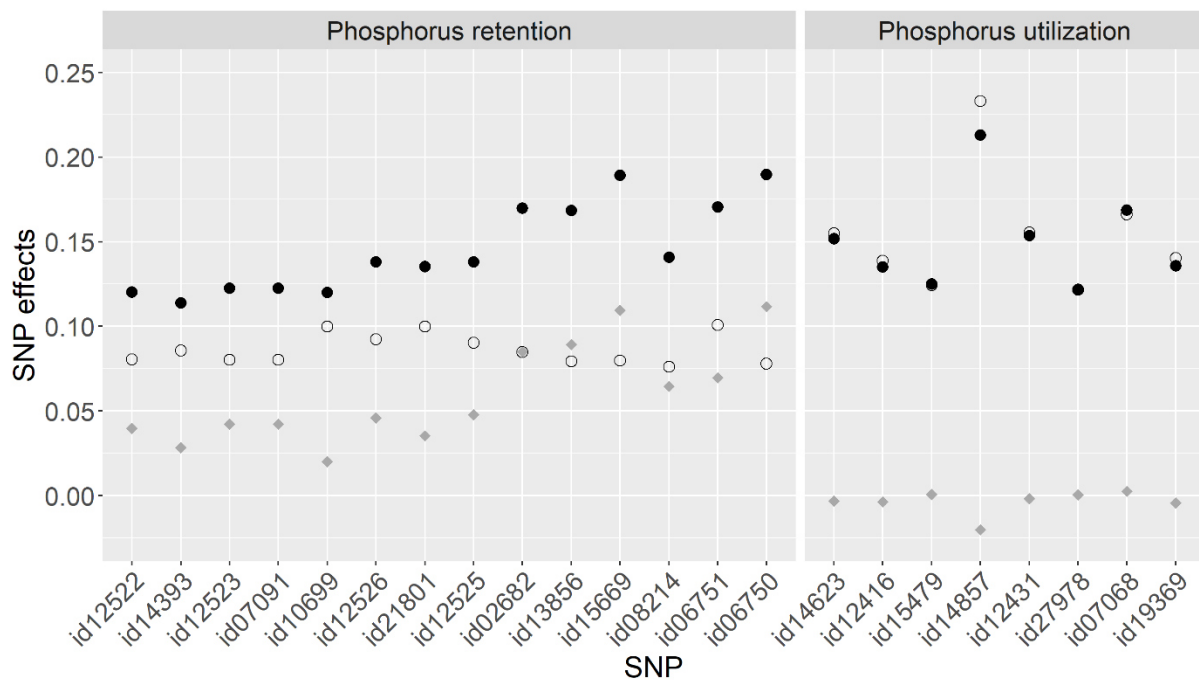 Phosphorus retention
Phosphorus utilization
0.25
0.20
0.15
0.10
0.05
0.00
SNP effects
id12522
id14393
id12523
id07091
id10699
id12526
id21801
id12525
id02682
id13856
id15669
id08214
id06751
id06750
id14623
id12416
id15479
id14857
id12431
id27978
id07068
id19369
SNP